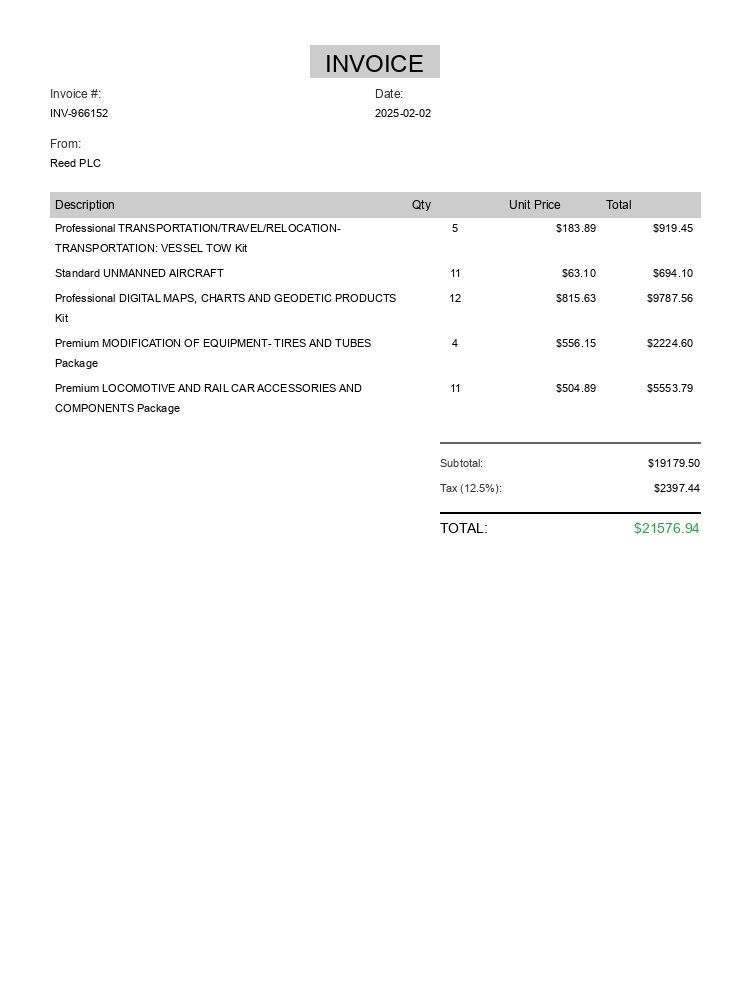 INVOICE
Invoice #: Date:
INV-966152 2025-02-02
From:
Reed PLC
Description Qty Unit Price Total
Professional TRANSPORTATION/TRAVEL/RELOCATION- 5 $183.89 $919.45
TRANSPORTATION: VESSEL TOW Kit
Standard UNMANNED AIRCRAFT 11 $63.10 $694.10
Professional DIGITAL MAPS, CHARTS AND GEODETIC PRODUCTS 12 $815.63 $9787.56
Kit
Premium MODIFICATION OF EQUIPMENT- TIRES AND TUBES 4 $556.15 $2224.60
Package
Premium LOCOMOTIVE AND RAIL CAR ACCESSORIES AND 11 $504.89 $5553.79
COMPONENTS Package
Subtotal: $19179.50
Tax (12.5%): $2397.44
TOTAL: $21576.94